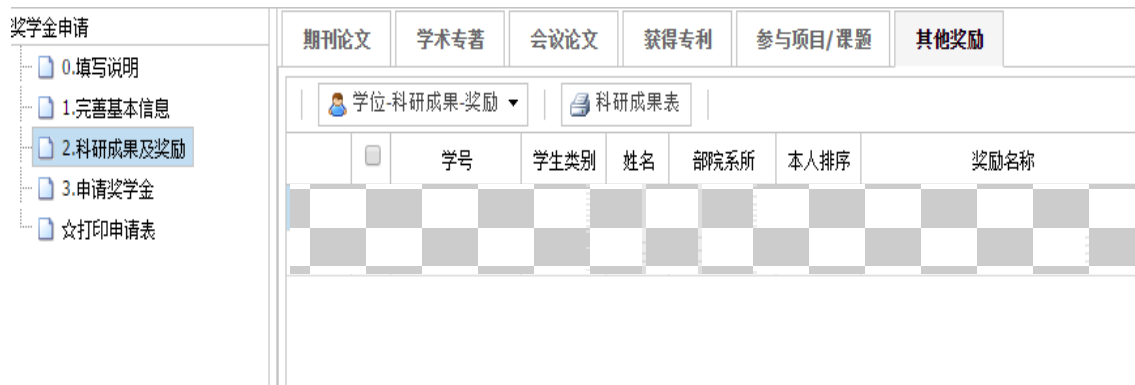 奖学金申请
0.填写说明
1.完善基本信息
2.科研成果及奖励
3.申请奖学金
☆打印申请表
期刊论文 学术专著 会议论文 获得专利 参与项目/课题 其他奖励
学位-科研成果-奖励 科研成果表
学号 学生类别 姓名 部院系所 本人排序 奖励名称